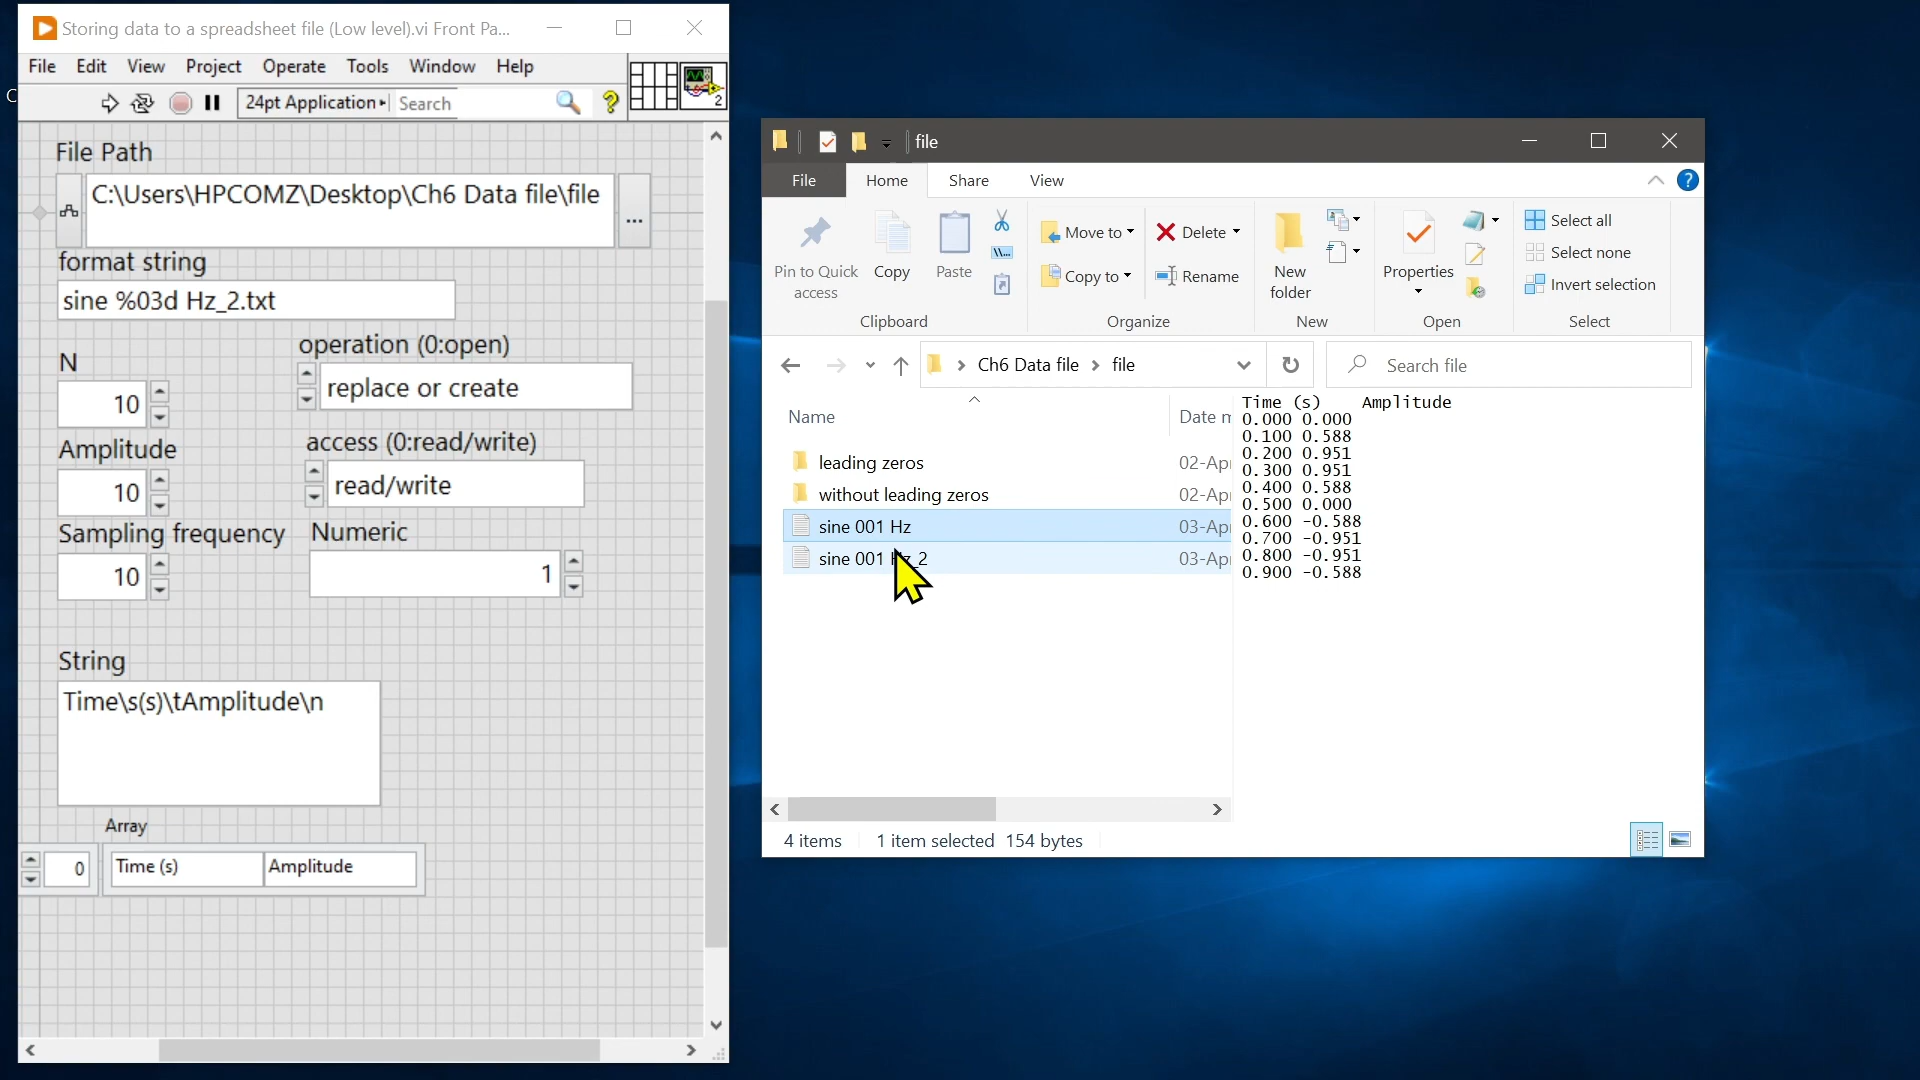 Storing data to a spreadsheet file (Low level).vi Front Pa...
File Edit View Project Operate Tools Window Help
24pt Application
Search
2
File Path
C:\Users\HPCOMZ\Desktop\Ch6 Data file\file
...
format string
sine %03d Hz_2.txt
N
10
operation (0:open)
replace or create
Amplitude
10
access (0:read/write)
read/write
Sampling frequency
10
Numeric
1
String
Time\s(s)\tAmplitude\n
Array
0
Time (s)
Amplitude
file
File Home Share View
Pin to Quick access
Copy
Paste
Move to
Copy to
Delete
Rename
New folder
Properties
Select all
Select none
Invert selection
Clipboard Organize New Open Select
Ch6 Data file > file
Search file
Name Date m
leading zeros 02-Ap
without leading zeros 02-Ap
sine 001 Hz 03-Ap
sine 001 Hz_2 03-Ap
Time (s) Amplitude
0.000 0.000
0.100 0.588
0.200 0.951
0.300 0.951
0.400 0.588
0.500 0.000
0.600 -0.588
0.700 -0.951
0.800 -0.951
0.900 -0.588
4 items 1 item selected 154 bytes